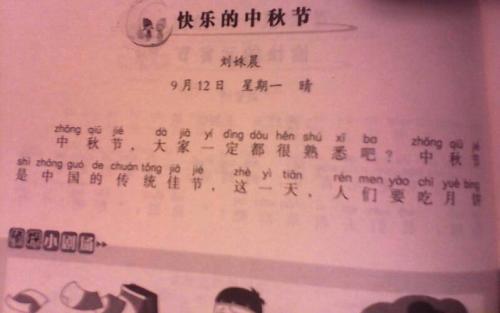 快乐的中秋节
刘姝晨
9月12日 星期一 晴
zhōng qiū jié dà jiā yí dìng dōu hěn shú xī ba zhōng qiū jié
中秋节，大家一定都很熟悉吧？中秋节
shì zhōng guó de chuán tǒng jiā jié zhè yì tiān rén men yào chī yuè bǐng
是中国的传统佳节，这一天，人们要吃月饼
小剧场